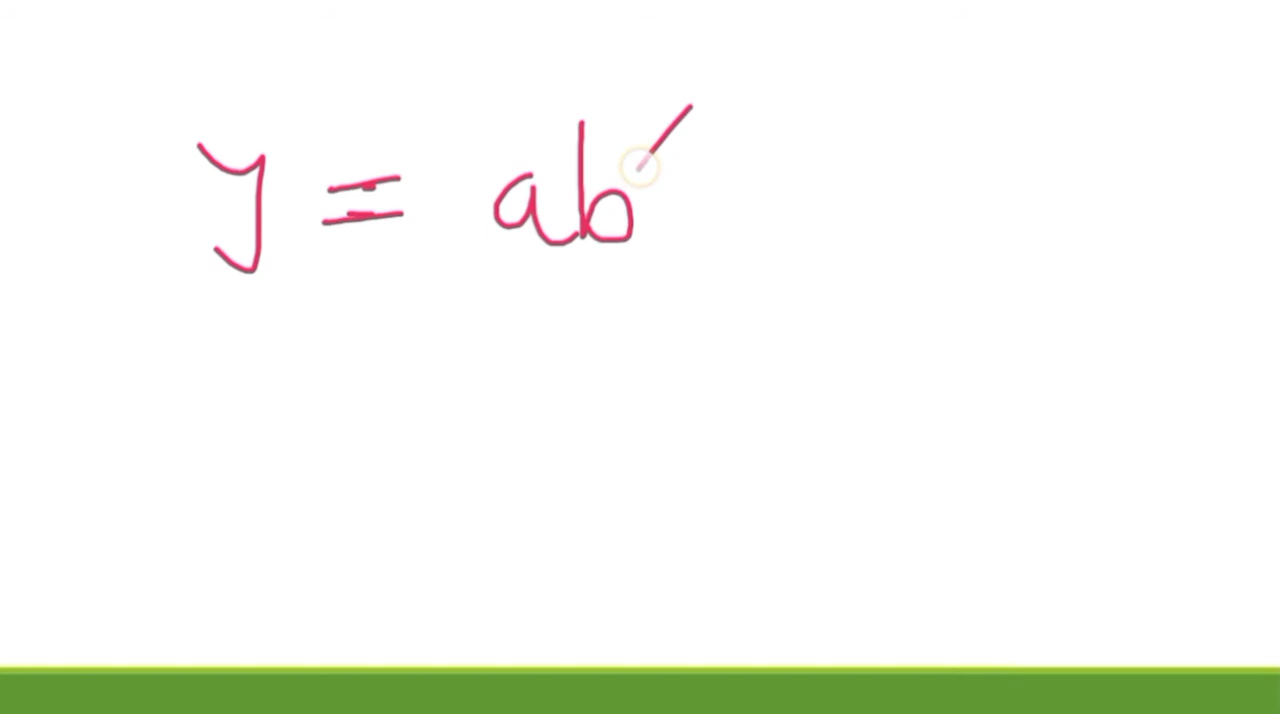 y = ab